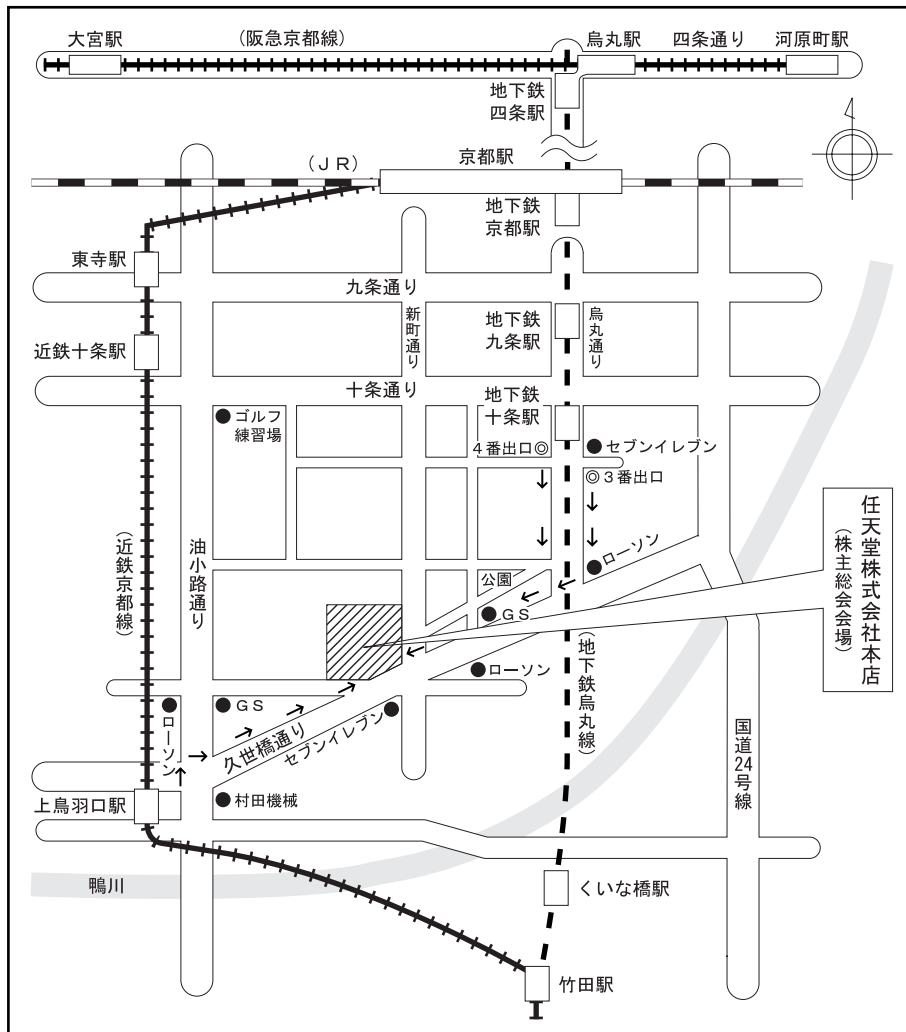 大宮駅
(阪急京都線)
烏丸駅
四条通り
河原町駅
地下鉄
四条駅
(JR)
京都駅
地下鉄
京都駅
東寺駅
九条通り
新町通り
地下鉄
九条駅
烏丸通り
近鉄十条駅
十条通り
地下鉄
十条駅
ゴルフ
練習場
4番出口◎
セブンイレブン
◎3番出口
任天堂株式会社本店
(株主総会会場)
(近鉄京都線)
油小路通り
ローソン
公園
GS
(地下鉄烏丸線)
ローソン
GS
ローソン
久世橋通り
セブンイレブン
国道24号線
上鳥羽口駅
村田機械
鴨川
くいな橋駅
竹田駅